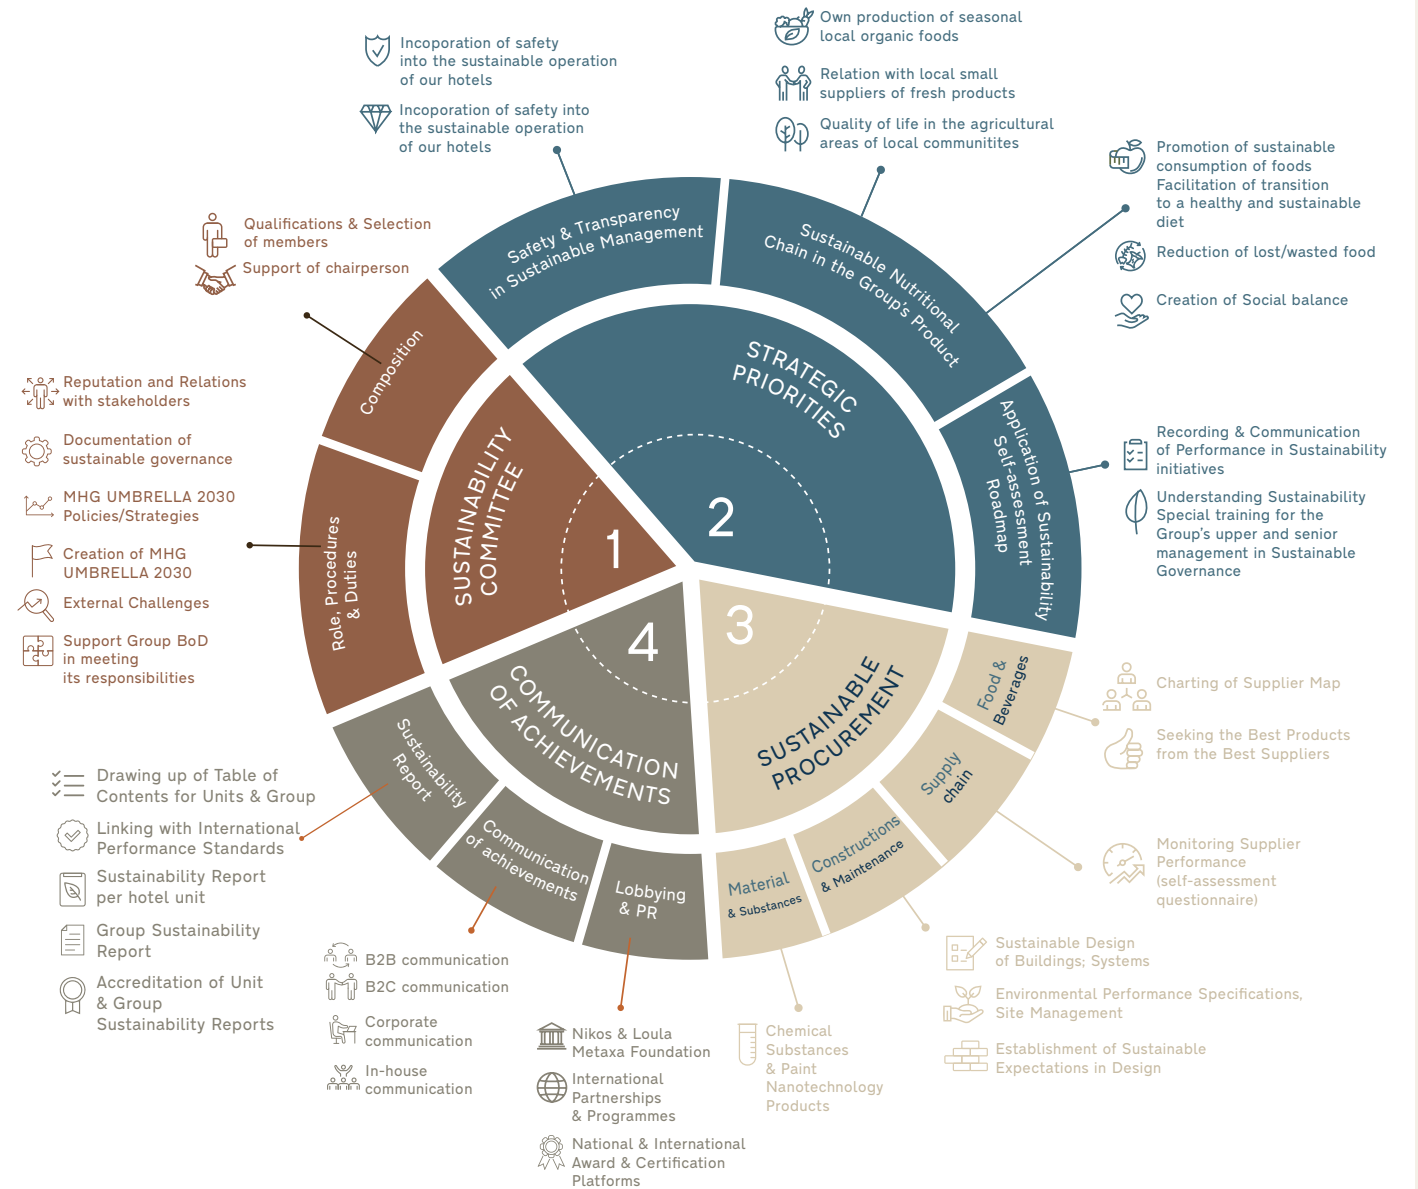 Incoporation of safety
into the sustainable operation
of our hotels
Incoporation of safety into
the sustainable operation
of our hotels
Own production of seasonal
local organic foods
Relation with local small
suppliers of fresh products
Quality of life in the agricultural
areas of local communitites
Promotion of sustainable
consumption of foods
Facilitation of transition
to a healthy and sustainable
diet
Reduction of lost/wasted food
Creation of Social balance
Recording & Communication
of Performance in Sustainability
initiatives
Understanding Sustainability
Special training for the
Group's upper and senior
management in Sustainable
Governance
Qualifications & Selection
of members
Support of chairperson
Reputation and Relations
with stakeholders
Documentation of
sustainable governance
MHG UMBRELLA 2030
Policies/Strategies
Creation of MHG
UMBRELLA 2030
External Challenges
Support Group BoD
in meeting
its responsibilities
Safety & Transparency
in Sustainable Management
Sustainable Nutritional
Chain in the Group's Product
Application of Sustainability
Self-assessment
Roadmap
Composition
Role, Procedures
& Duties
SUSTAINABILITY
COMMITTEE
1
STRATEGIC
PRIORITIES
2
SUSTAINABLE
PROCUREMENT
3
COMMUNICATION
OF ACHIEVEMENTS
4
Food &
Beverages
Supply
chain
Constructions
& Maintenance
Material
& Substances
Lobbying
& PR
Communication
of achievements
Sustainability
Report
Charting of Supplier Map
Seeking the Best Products
from the Best Suppliers
Monitoring Supplier
Performance
(self-assessment
questionnaire)
Sustainable Design
of Buildings; Systems
Environmental Performance Specifications,
Site Management
Establishment of Sustainable
Expectations in Design
Chemical
Substances
& Paint
Nanotechnology
Products
Nikos & Loula
Metaxa Foundation
International
Partnerships
& Programmes
National & International
Award & Certification
Platforms
B2B communication
B2C communication
Corporate
communication
In-house
communication
Drawing up of Table of
Contents for Units & Group
Linking with International
Performance Standards
Sustainability Report
per hotel unit
Group Sustainability
Report
Accreditation of Unit
& Group
Sustainability Reports